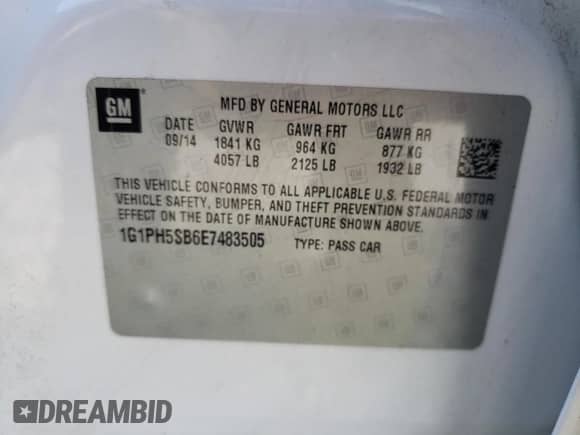 GM
MFD BY GENERAL MOTORS LLC
DATE GVWR GAWR FRT GAWR RR
09/14 1841 KG 964 KG 877 KG
4057 LB 2125 LB 1932 LB
THIS VEHICLE CONFORMS TO ALL APPLICABLE U.S. FEDERAL MOTOR
VEHICLE SAFETY, BUMPER, AND THEFT PREVENTION STANDARDS IN
EFFECT ON THE DATE OF MANUFACTURE SHOWN ABOVE.
1G1PH5SB6E7483505 TYPE: PASS CAR
DREAMBID